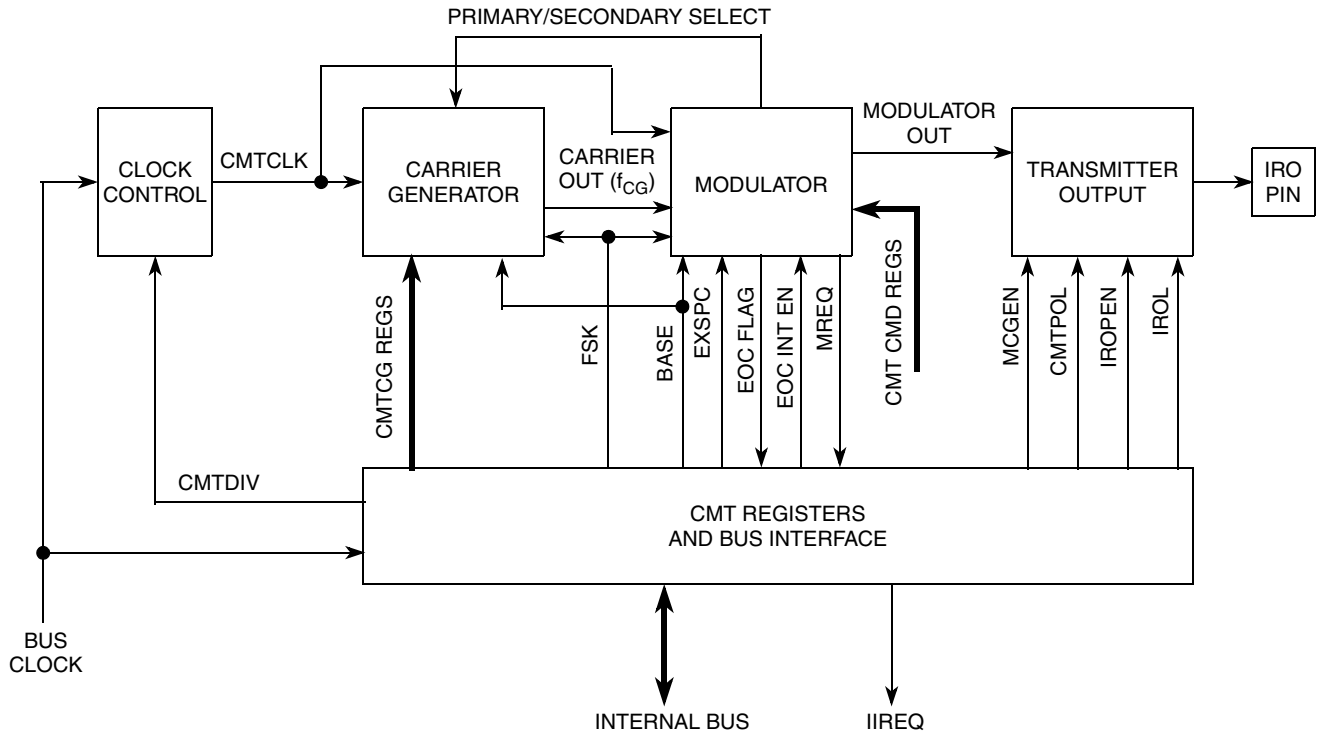 PRIMARY/SECONDARY SELECT
CLOCK
CONTROL
CMTCLK
CARRIER
GENERATOR
CARRIER
OUT (fCG)
MODULATOR
MODULATOR
OUT
TRANSMITTER
OUTPUT
IRO
PIN
CMTCG REGS
FSK
BASE
EXSPC
EOC FLAG
EOC INT EN
MREQ
CMT CMD REGS
MCGEN
CMTPOL
IROPEN
IROL
CMTDIV
CMT REGISTERS
AND BUS INTERFACE
BUS
CLOCK
INTERNAL BUS
IIREQ